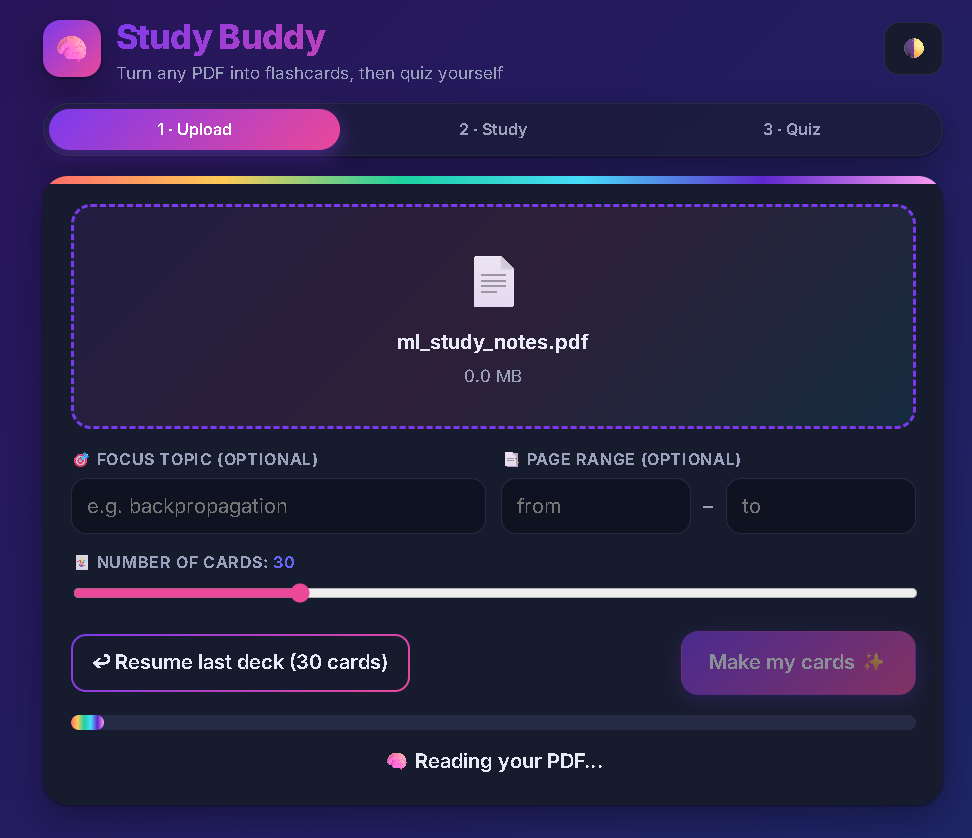 Study Buddy
Turn any PDF into flashcards, then quiz yourself
1 · Upload
2 · Study
3 · Quiz
ml_study_notes.pdf
0.0 MB
FOCUS TOPIC (OPTIONAL)
PAGE RANGE (OPTIONAL)
e.g. backpropagation
from
–
to
NUMBER OF CARDS: 30
↩ Resume last deck (30 cards)
Make my cards ✨
🧠 Reading your PDF...